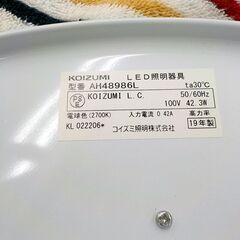 KOIZUMI LED照明器具
型番 AH48986L ta30℃
PS E KOIZUMI L.C. 50/60Hz
100V 42.3W
電球色(2700K) 入力電流 0.42A 高力率
KL 022206* 19年製
コイズミ照明株式会社